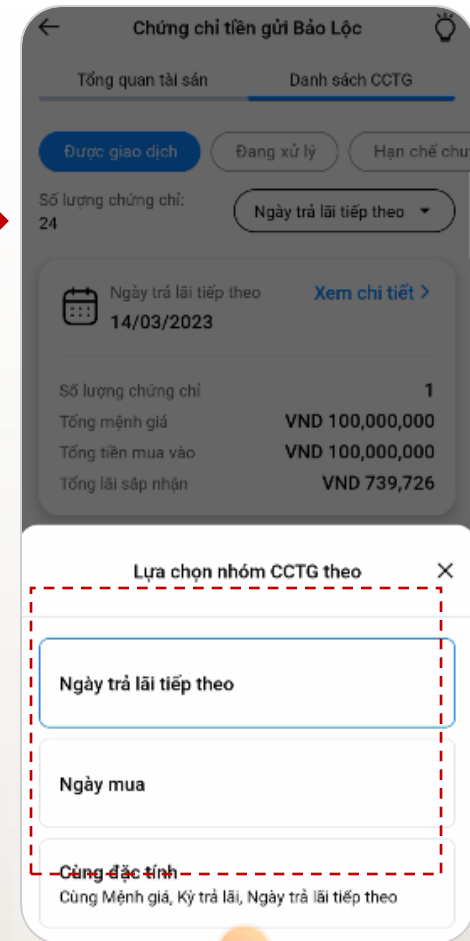 Chứng chỉ tiền gửi Bảo Lộc
Tổng quan tài sản Danh sách CCTG
Được giao dịch Đang xử lý Hạn chế chu
Số lượng chứng chỉ:
24
Ngày trả lãi tiếp theo
Ngày trả lãi tiếp theo Xem chi tiết >
14/03/2023
Số lượng chứng chỉ 1
Tổng mệnh giá VND 100,000,000
Tổng tiền mua vào VND 100,000,000
Tổng lãi sắp nhận VND 739,726
Lựa chọn nhóm CCTG theo
Ngày trả lãi tiếp theo
Ngày mua
Cùng đặc tính
Cùng Mệnh giá, Kỳ trả lãi, Ngày trả lãi tiếp theo